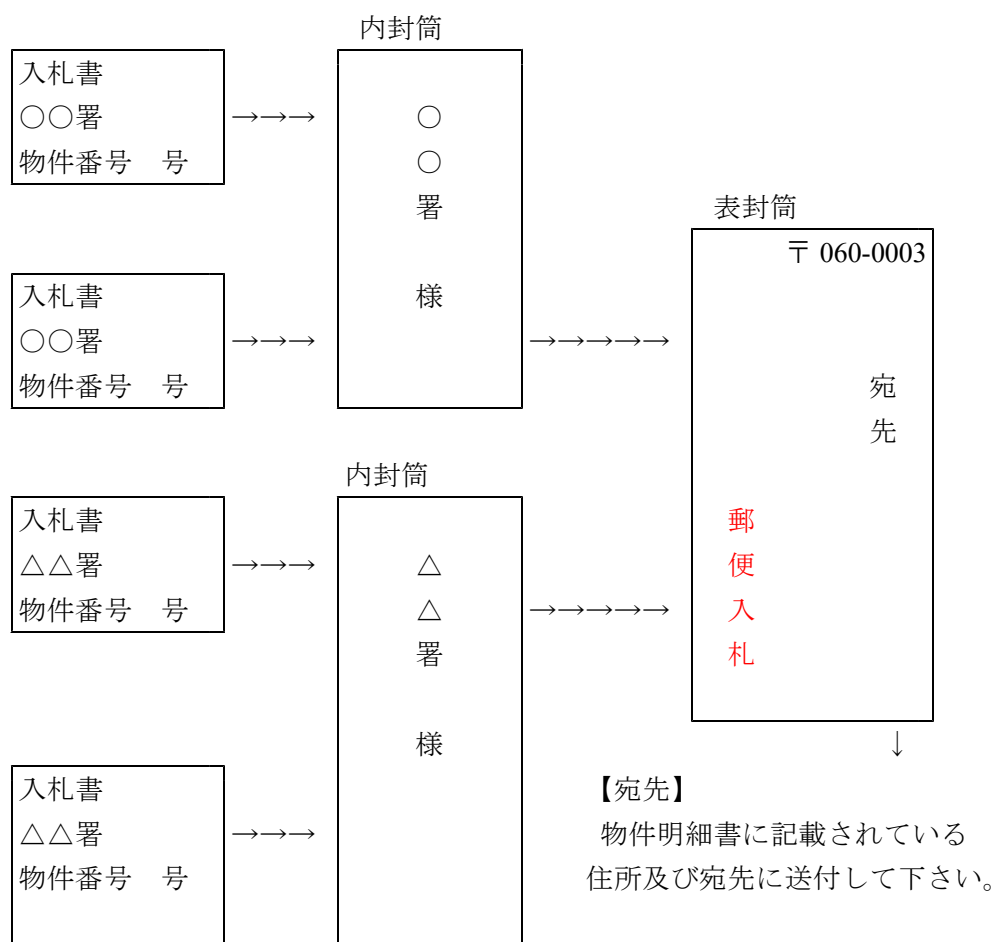 内封筒
入札書
○○署
物件番号　号
→→→
○○署　様
入札書
○○署
物件番号　号
→→→
→→→→→
表封筒
〒 060-0003
宛先
郵便入札
内封筒
入札書
△△署
物件番号　号
→→→
△△署　様
→→→→→
入札書
△△署
物件番号　号
→→→
↓
【宛先】
物件明細書に記載されている
住所及び宛先に送付して下さい。